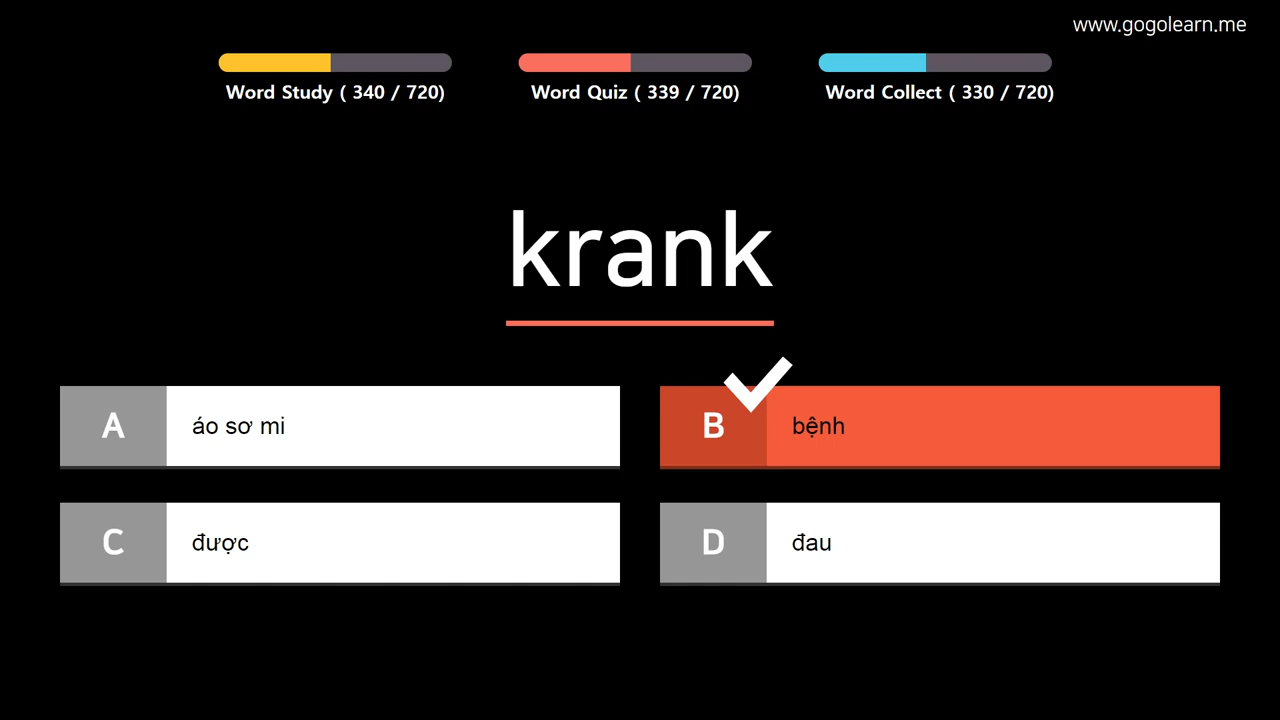 www.gogolearn.me
Word Study ( 340 / 720)
Word Quiz ( 339 / 720)
Word Collect ( 330 / 720)
krank
A áo sơ mi
B bệnh
C được
D đau